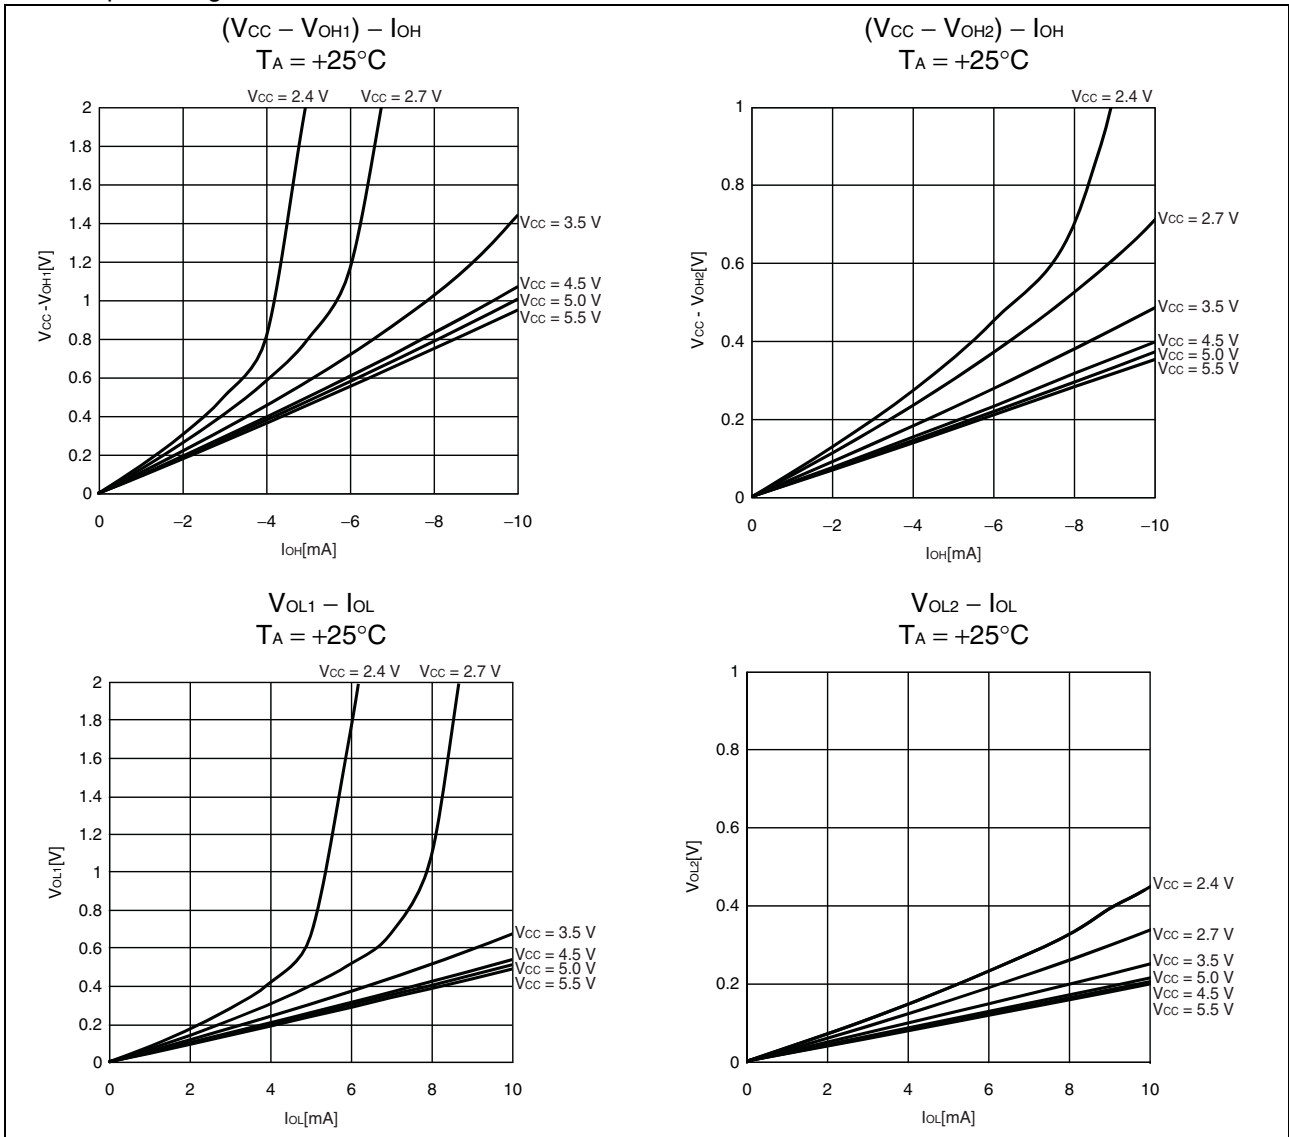 (VCC – VOH1) – IOH
TA = +25°C
VCC = 2.4 V
VCC = 2.7 V
2
1.8
1.6
1.4
1.2
1
0.8
0.6
0.4
0.2
0
VCC - VOH1[V]
VCC = 3.5 V
VCC = 4.5 V
VCC = 5.0 V
VCC = 5.5 V
0
–2
–4
–6
–8
–10
IOH[mA]
(VCC – VOH2) – IOH
TA = +25°C
VCC = 2.4 V
1
0.8
0.6
0.4
0.2
0
VCC - VOH2[V]
VCC = 2.7 V
VCC = 3.5 V
VCC = 4.5 V
VCC = 5.0 V
VCC = 5.5 V
0
–2
–4
–6
–8
–10
IOH[mA]
VOL1 – IOL
TA = +25°C
VCC = 2.4 V
VCC = 2.7 V
2
1.8
1.6
1.4
1.2
1
0.8
0.6
0.4
0.2
0
VOL1[V]
VCC = 3.5 V
VCC = 4.5 V
VCC = 5.0 V
VCC = 5.5 V
0
2
4
6
8
10
IOL[mA]
VOL2 – IOL
TA = +25°C
1
0.8
0.6
0.4
0.2
0
VOL2[V]
VCC = 2.4 V
VCC = 2.7 V
VCC = 3.5 V
VCC = 5.0 V
VCC = 4.5 V
VCC = 5.5 V
0
2
4
6
8
10
IOL[mA]